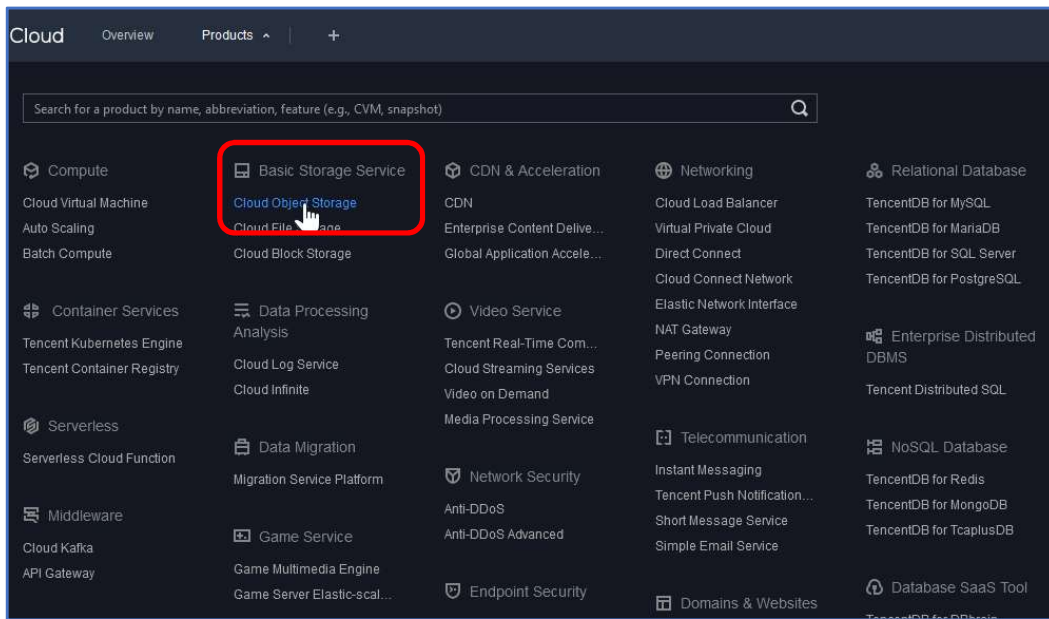 Cloud Overview Products +
Search for a product by name, abbreviation, feature (e.g., CVM, snapshot)
Compute
Cloud Virtual Machine
Auto Scaling
Batch Compute
Container Services
Tencent Kubernetes Engine
Tencent Container Registry
Serverless
Serverless Cloud Function
Middleware
Cloud Kafka
API Gateway
Basic Storage Service
Cloud Object Storage
Cloud File
Cloud Block Storage
Data Processing
Analysis
Cloud Log Service
Cloud Infinite
Data Migration
Migration Service Platform
Game Service
Game Multimedia Engine
Game Server Elastic-scal...
CDN & Acceleration
CDN
Enterprise Content Delive...
Global Application Accele...
Video Service
Tencent Real-Time Com...
Cloud Streaming Services
Video on Demand
Media Processing Service
Network Security
Anti-DDoS
Anti-DDoS Advanced
Endpoint Security
Networking
Cloud Load Balancer
Virtual Private Cloud
Direct Connect
Cloud Connect Network
Elastic Network Interface
NAT Gateway
Peering Connection
VPN Connection
Telecommunication
Instant Messaging
Tencent Push Notification...
Short Message Service
Simple Email Service
Domains & Websites
Relational Database
TencentDB for MySQL
TencentDB for MariaDB
TencentDB for SQL Server
TencentDB for PostgreSQL
Enterprise Distributed
DBMS
Tencent Distributed SQL
NoSQL Database
TencentDB for Redis
TencentDB for MongoDB
TencentDB for TcaplusDB
Database SaaS Tool